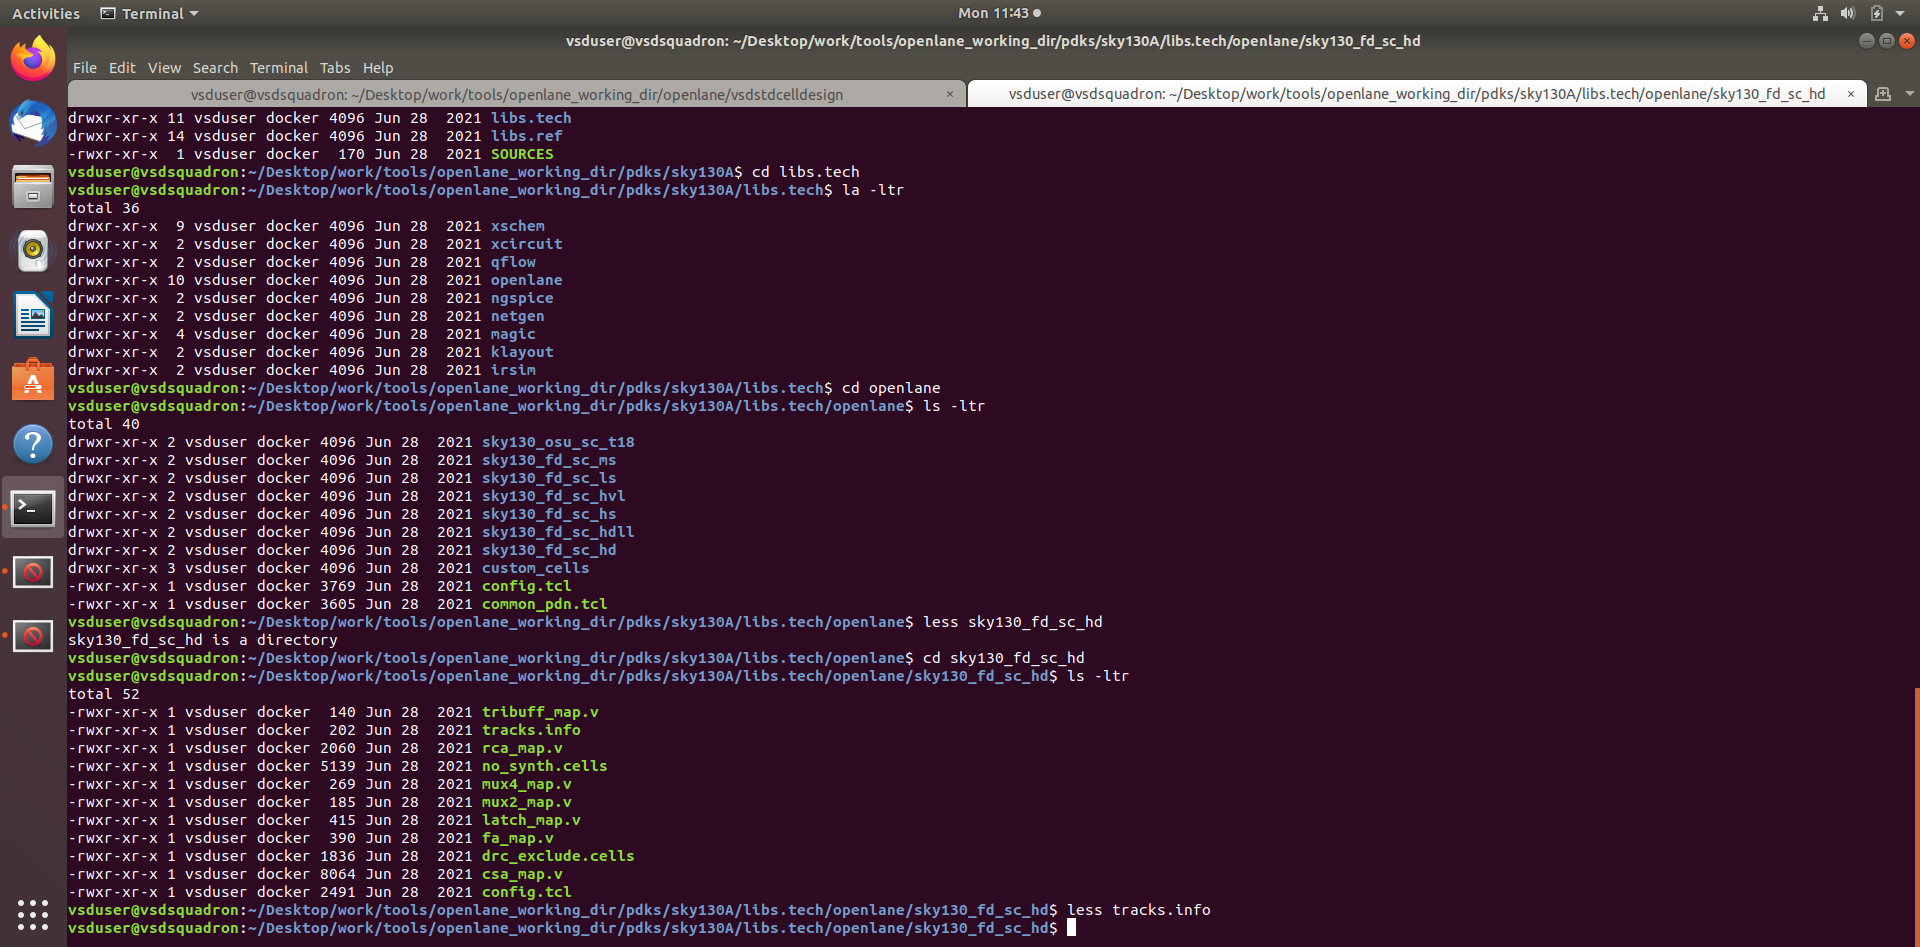 Activities Terminal Mon 11:43
vsduser@vsdsquadron: ~/Desktop/work/tools/openlane_working_dir/pdks/sky130A/libs.tech/openlane/sky130_fd_sc_hd
File Edit View Search Terminal Tabs Help
vsduser@vsdsquadron: ~/Desktop/work/tools/openlane_working_dir/openlane/vsdstdcelldesign × vsduser@vsdsquadron: ~/Desktop/work/tools/openlane_working_dir/pdks/sky130A/libs.tech/openlane/sky130_fd_sc_hd ×
drwxr-xr-x 11 vsduser docker 4096 Jun 28  2021 libs.tech
drwxr-xr-x 14 vsduser docker 4096 Jun 28  2021 libs.ref
-rwxr-xr-x  1 vsduser docker  170 Jun 28  2021 SOURCES
vsduser@vsdsquadron:~/Desktop/work/tools/openlane_working_dir/pdks/sky130A$ cd libs.tech
vsduser@vsdsquadron:~/Desktop/work/tools/openlane_working_dir/pdks/sky130A/libs.tech$ la -ltr
total 36
drwxr-xr-x  9 vsduser docker 4096 Jun 28  2021 xschem
drwxr-xr-x  2 vsduser docker 4096 Jun 28  2021 xcircuit
drwxr-xr-x  2 vsduser docker 4096 Jun 28  2021 qflow
drwxr-xr-x 10 vsduser docker 4096 Jun 28  2021 openlane
drwxr-xr-x  2 vsduser docker 4096 Jun 28  2021 ngspice
drwxr-xr-x  2 vsduser docker 4096 Jun 28  2021 netgen
drwxr-xr-x  4 vsduser docker 4096 Jun 28  2021 magic
drwxr-xr-x  2 vsduser docker 4096 Jun 28  2021 klayout
drwxr-xr-x  2 vsduser docker 4096 Jun 28  2021 irsim
vsduser@vsdsquadron:~/Desktop/work/tools/openlane_working_dir/pdks/sky130A/libs.tech$ cd openlane
vsduser@vsdsquadron:~/Desktop/work/tools/openlane_working_dir/pdks/sky130A/libs.tech/openlane$ ls -ltr
total 40
drwxr-xr-x 2 vsduser docker 4096 Jun 28  2021 sky130_osu_sc_t18
drwxr-xr-x 2 vsduser docker 4096 Jun 28  2021 sky130_fd_sc_ms
drwxr-xr-x 2 vsduser docker 4096 Jun 28  2021 sky130_fd_sc_ls
drwxr-xr-x 2 vsduser docker 4096 Jun 28  2021 sky130_fd_sc_hvl
drwxr-xr-x 2 vsduser docker 4096 Jun 28  2021 sky130_fd_sc_hs
drwxr-xr-x 2 vsduser docker 4096 Jun 28  2021 sky130_fd_sc_hdll
drwxr-xr-x 2 vsduser docker 4096 Jun 28  2021 sky130_fd_sc_hd
drwxr-xr-x 3 vsduser docker 4096 Jun 28  2021 custom_cells
-rwxr-xr-x 1 vsduser docker 3769 Jun 28  2021 config.tcl
-rwxr-xr-x 1 vsduser docker 3605 Jun 28  2021 common_pdn.tcl
vsduser@vsdsquadron:~/Desktop/work/tools/openlane_working_dir/pdks/sky130A/libs.tech/openlane$ less sky130_fd_sc_hd
sky130_fd_sc_hd is a directory
vsduser@vsdsquadron:~/Desktop/work/tools/openlane_working_dir/pdks/sky130A/libs.tech/openlane$ cd sky130_fd_sc_hd
vsduser@vsdsquadron:~/Desktop/work/tools/openlane_working_dir/pdks/sky130A/libs.tech/openlane/sky130_fd_sc_hd$ ls -ltr
total 52
-rwxr-xr-x 1 vsduser docker  140 Jun 28  2021 tribuff_map.v
-rwxr-xr-x 1 vsduser docker  202 Jun 28  2021 tracks.info
-rwxr-xr-x 1 vsduser docker 2060 Jun 28  2021 rca_map.v
-rwxr-xr-x 1 vsduser docker 5139 Jun 28  2021 no_synth.cells
-rwxr-xr-x 1 vsduser docker  269 Jun 28  2021 mux4_map.v
-rwxr-xr-x 1 vsduser docker  185 Jun 28  2021 mux2_map.v
-rwxr-xr-x 1 vsduser docker  415 Jun 28  2021 latch_map.v
-rwxr-xr-x 1 vsduser docker  390 Jun 28  2021 fa_map.v
-rwxr-xr-x 1 vsduser docker 1836 Jun 28  2021 drc_exclude.cells
-rwxr-xr-x 1 vsduser docker 8064 Jun 28  2021 csa_map.v
-rwxr-xr-x 1 vsduser docker 2491 Jun 28  2021 config.tcl
vsduser@vsdsquadron:~/Desktop/work/tools/openlane_working_dir/pdks/sky130A/libs.tech/openlane/sky130_fd_sc_hd$ less tracks.info
vsduser@vsdsquadron:~/Desktop/work/tools/openlane_working_dir/pdks/sky130A/libs.tech/openlane/sky130_fd_sc_hd$